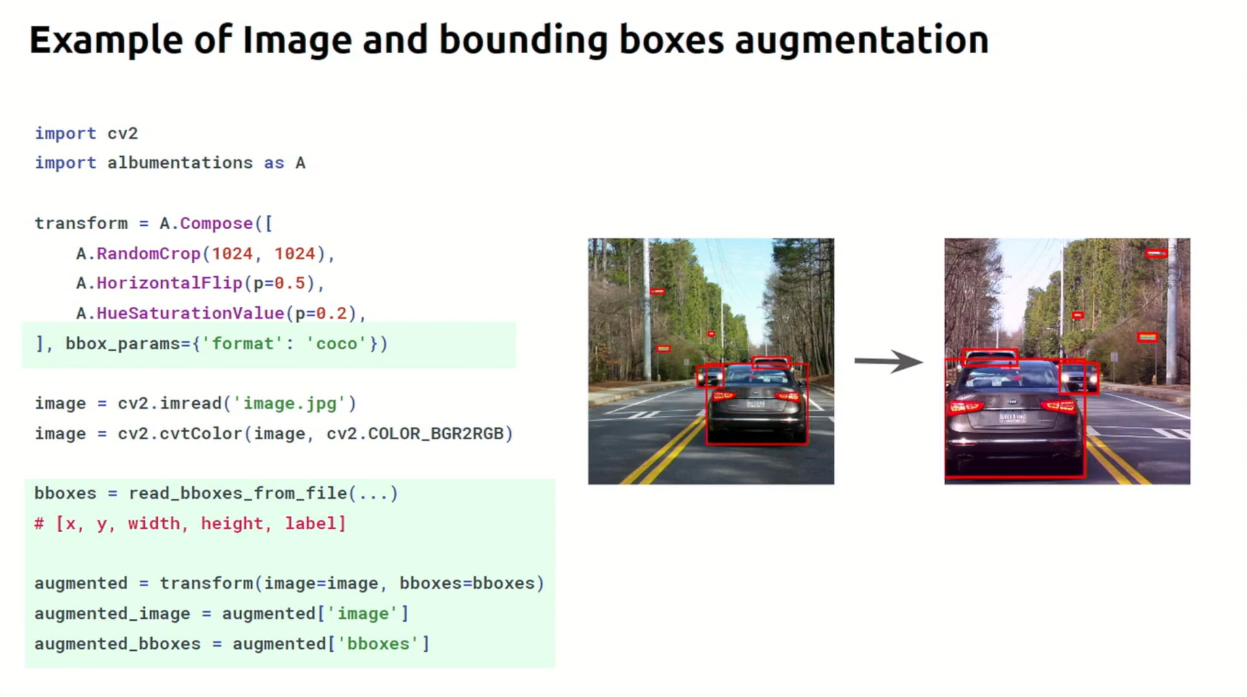 Example of Image and bounding boxes augmentation
import cv2
import albumentations as A
transform = A.Compose([
    A.RandomCrop(1024, 1024),
    A.HorizontalFlip(p=0.5),
    A.HueSaturationValue(p=0.2),
], bbox_params={'format': 'coco'})
image = cv2.imread('image.jpg')
image = cv2.cvtColor(image, cv2.COLOR_BGR2RGB)
bboxes = read_bboxes_from_file(...)
# [x, y, width, height, label]
augmented = transform(image=image, bboxes=bboxes)
augmented_image = augmented['image']
augmented_bboxes = augmented['bboxes']